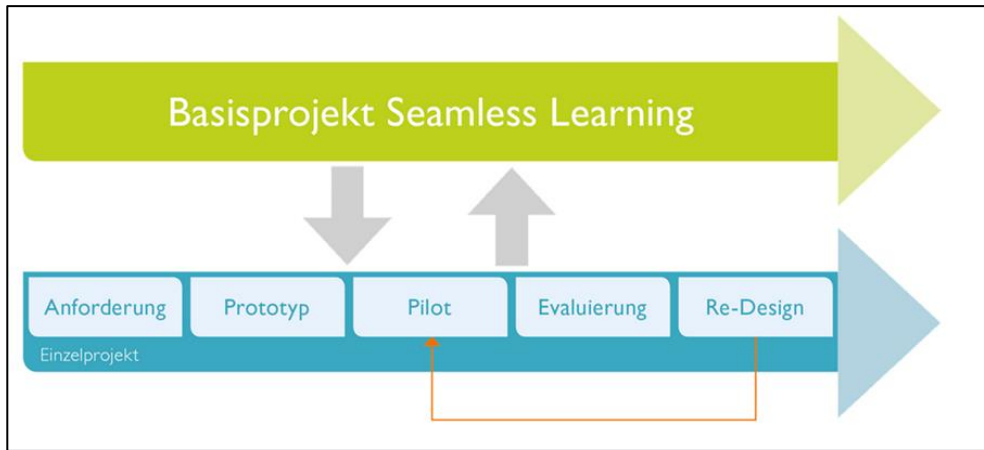 Basisprojekt Seamless Learning
Anforderung
Prototyp
Pilot
Evaluierung
Re-Design
Einzelprojekt